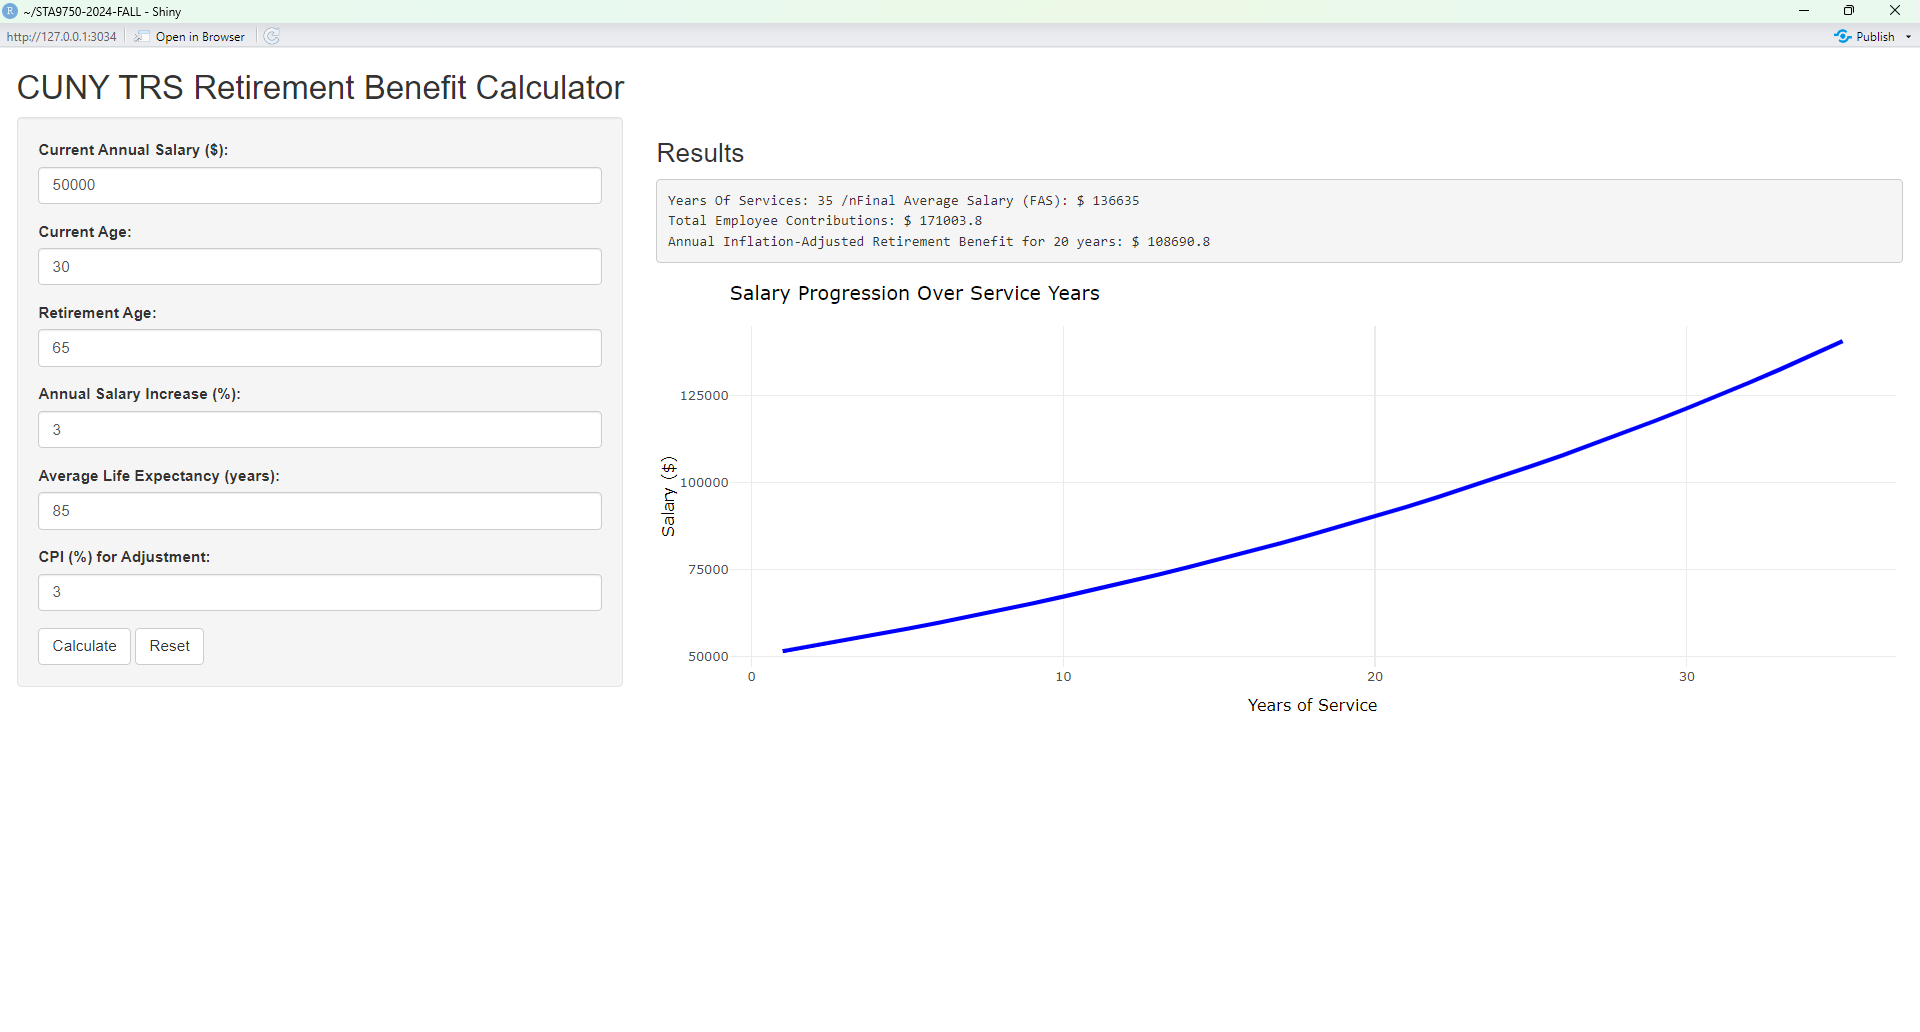 R ~/STA9750-2024-FALL - Shiny
http://127.0.0.1:3034 Open in Browser Publish
CUNY TRS Retirement Benefit Calculator
Current Annual Salary ($):
50000
Current Age:
30
Retirement Age:
65
Annual Salary Increase (%):
3
Average Life Expectancy (years):
85
CPI (%) for Adjustment:
3
Calculate Reset
Results
Years Of Services: 35 /nFinal Average Salary (FAS): $ 136635
Total Employee Contributions: $ 171003.8
Annual Inflation-Adjusted Retirement Benefit for 20 years: $ 108690.8
Salary Progression Over Service Years
Salary ($)
125000
100000
75000
50000
0 10 20 30
Years of Service